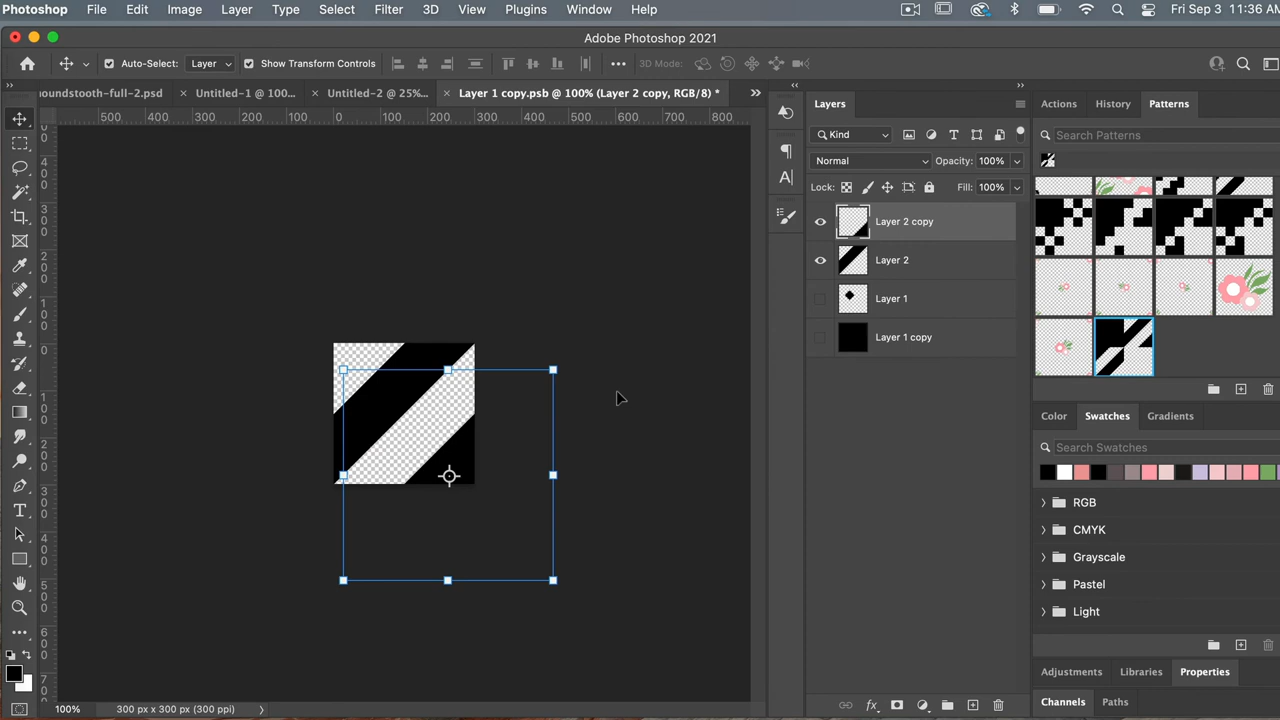 Photoshop File Edit Image Layer Type Select Filter 3D View Plugins Window Help Fri Sep 3 11:36 AM
Adobe Photoshop 2021
Auto-Select: Layer Show Transform Controls 3D Mode:
oundstooth-full-2.psd × Untitled-1 @ 100... × Untitled-2 @ 25%... × Layer 1 copy.psb @ 100% (Layer 2 copy, RGB/8) *
500 400 300 200 100 0 100 200 300 400 500 600 700 800
Layers
Actions History Patterns
Kind
Search Patterns
Normal Opacity: 100%
Lock: Fill: 100%
Layer 2 copy
Layer 2
Layer 1
Layer 1 copy
Color Swatches Gradients
Search Swatches
RGB
CMYK
Grayscale
Pastel
Light
Adjustments Libraries Properties
Channels Paths
100% 300 px x 300 px (300 ppi)